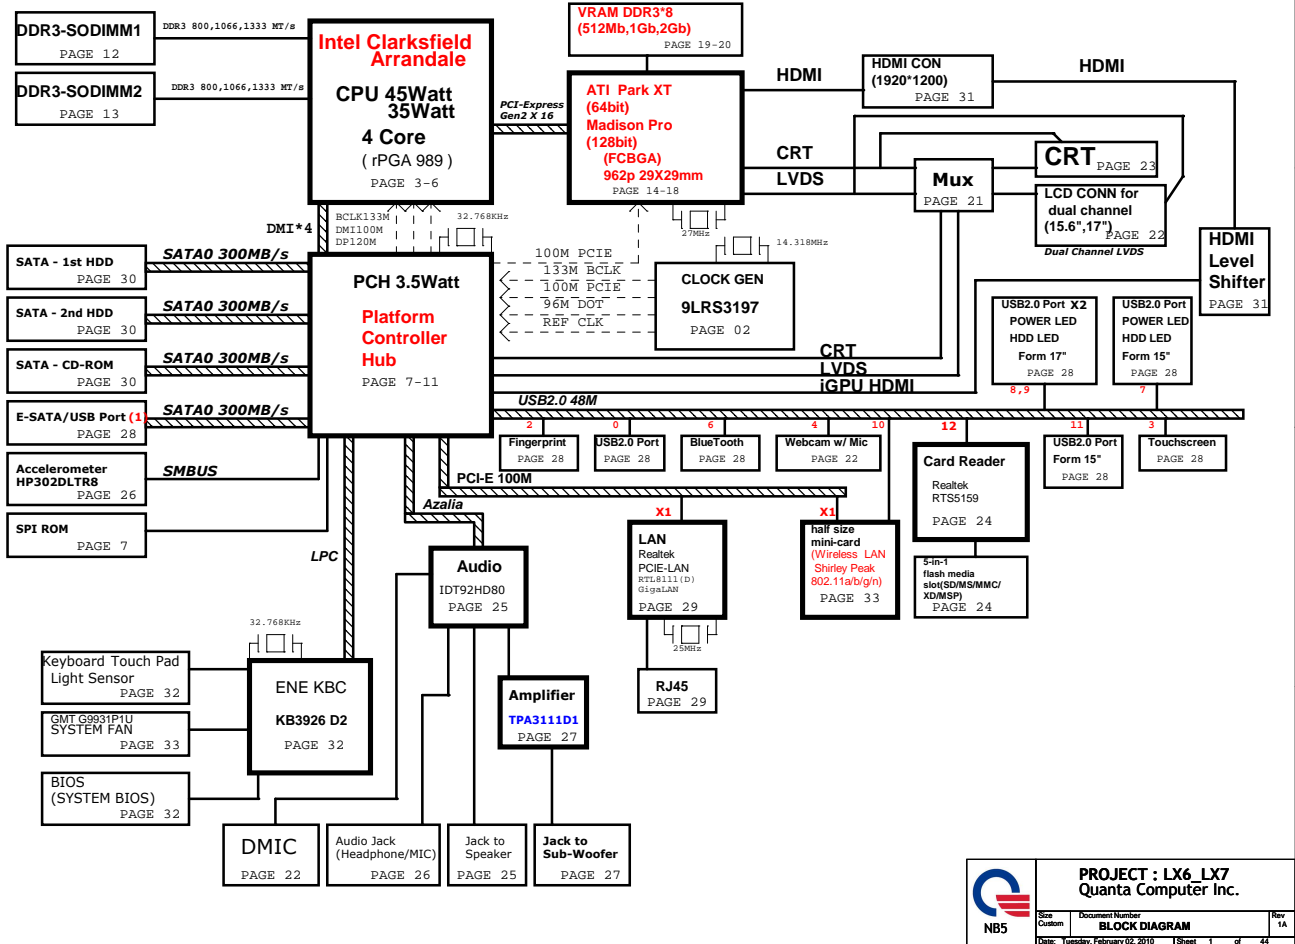 DDR3-SODIMM1
PAGE 12
DDR3 800,1066,1333 MT/s
DDR3-SODIMM2
PAGE 13
DDR3 800,1066,1333 MT/s
Intel Clarksfield
Arrandale
CPU 45Watt
35Watt
4 Core
( rPGA 989 )
PAGE 3-6
PCI-Express
Gen2 X 16
VRAM DDR3*8
(512Mb,1Gb,2Gb)
PAGE 19-20
ATI Park XT
(64bit)
Madison Pro
(128bit)
(FCBGA)
962p 29X29mm
PAGE 14-18
HDMI
HDMI CON
(1920*1200)
PAGE 31
HDMI
CRT
LVDS
Mux
PAGE 21
CRT
PAGE 23
LCD CONN for
dual channel
(15.6",17")
PAGE 22
Dual Channel LVDS
HDMI
Level
Shifter
PAGE 31
DMI*4
BCLK133M
DMI100M
DP120M
32.768KHz
27MHz
14.318MHz
100M PCIE
133M BCLK
100M PCIE
96M DOT
REF CLK
CLOCK GEN
9LRS3197
PAGE 02
SATA - 1st HDD
PAGE 30
SATA0 300MB/s
SATA - 2nd HDD
PAGE 30
SATA0 300MB/s
SATA - CD-ROM
PAGE 30
SATA0 300MB/s
E-SATA/USB Port (1)
PAGE 28
SATA0 300MB/s
Accelerometer
HP302DLTR8
PAGE 26
SMBUS
SPI ROM
PAGE 7
PCH 3.5Watt
Platform
Controller
Hub
PAGE 7-11
CRT
LVDS
iGPU HDMI
USB2.0 48M
USB2.0 Port X2
POWER LED
HDD LED
Form 17"
PAGE 28
8,9
USB2.0 Port
POWER LED
HDD LED
Form 15"
PAGE 28
7
2
Fingerprint
PAGE 28
0
USB2.0 Port
PAGE 28
6
BlueTooth
PAGE 28
4
Webcam w/ Mic
PAGE 22
10
12
Card Reader
Realtek
RTS5159
PAGE 24
11
USB2.0 Port
Form 15"
PAGE 28
3
Touchscreen
PAGE 28
PCI-E 100M
Azalia
LPC
Audio
IDT92HD80
PAGE 25
X1
LAN
Realtek
PCIE-LAN
RTL8111(D)
GigaLAN
PAGE 29
25MHz
RJ45
PAGE 29
X1
half size
mini-card
(Wireless LAN
Shirley Peak
802.11a/b/g/n)
PAGE 33
5-in-1
flash media
slot(SD/MS/MMC/
XD/MSP)
PAGE 24
32.768KHz
Keyboard Touch Pad
Light Sensor
PAGE 32
GMT G9931P1U
SYSTEM FAN
PAGE 33
BIOS
(SYSTEM BIOS)
PAGE 32
ENE KBC
KB3926 D2
PAGE 32
Amplifier
TPA3111D1
PAGE 27
DMIC
PAGE 22
Audio Jack
(Headphone/MIC)
PAGE 26
Jack to
Speaker
PAGE 25
Jack to
Sub-Woofer
PAGE 27
NB5
PROJECT : LX6_LX7
Quanta Computer Inc.
Size
Custom
Document Number
BLOCK DIAGRAM
Rev
1A
Date: Tuesday, February 02, 2010
Sheet 1 of 44